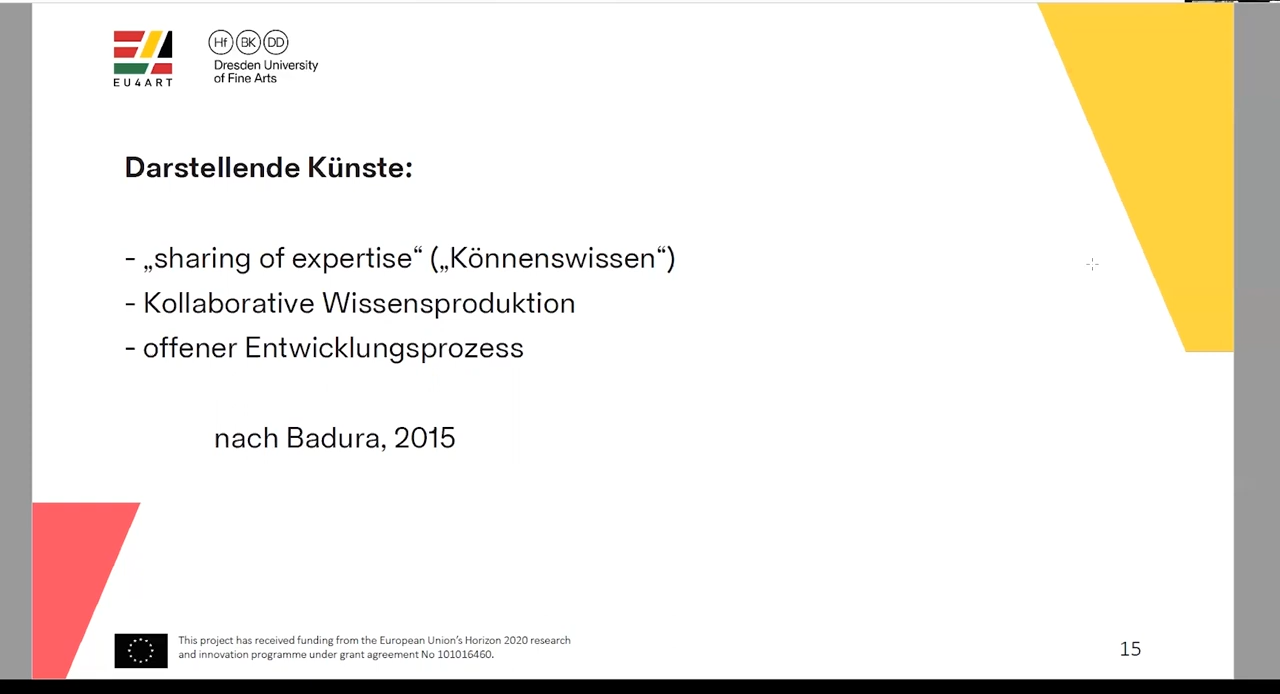 EU4ART
Hf BK DD
Dresden University
of Fine Arts
Darstellende Künste:
- „sharing of expertise“ („Könnenswissen“)
- Kollaborative Wissensproduktion
- offener Entwicklungsprozess
nach Badura, 2015
This project has received funding from the European Union’s Horizon 2020 research
and innovation programme under grant agreement No 101016460.
15